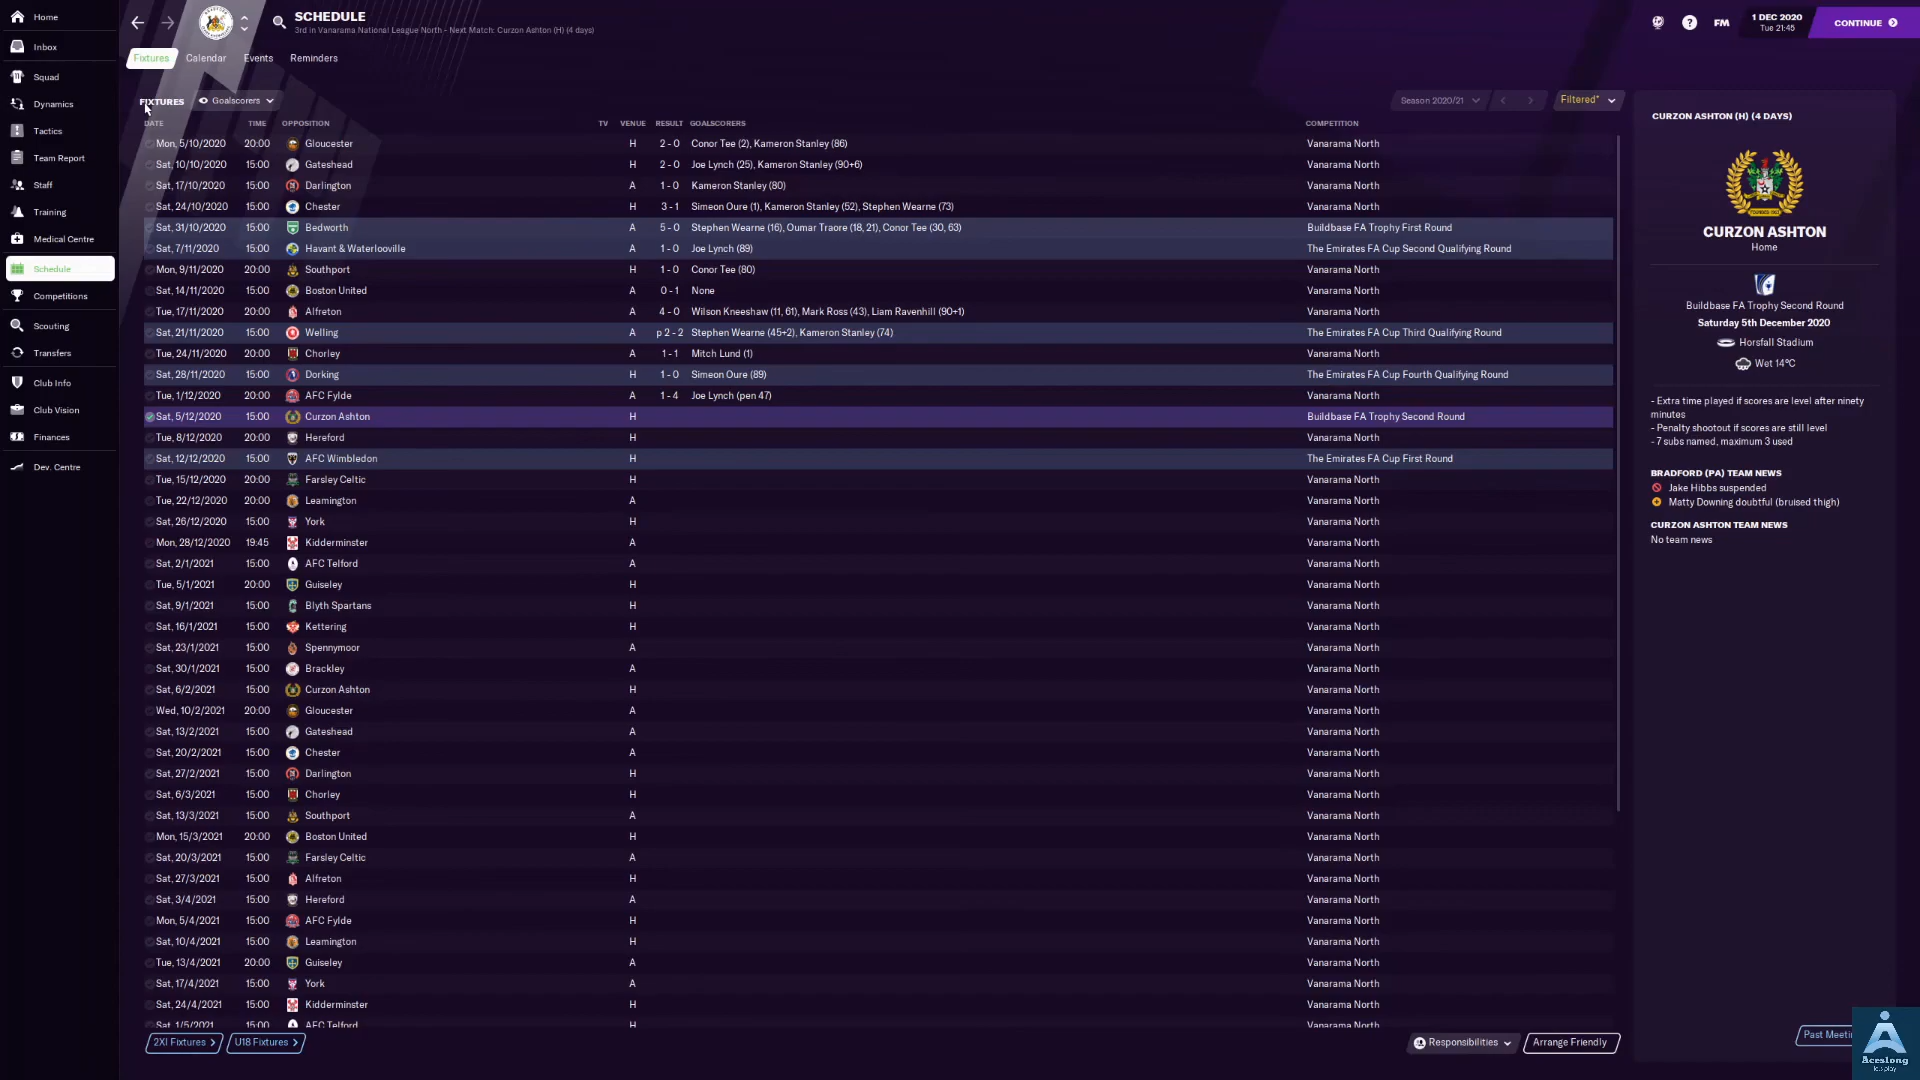 Home
Inbox
Squad
Dynamics
Tactics
Team Report
Staff
Training
Medical Centre
Schedule
Competitions
Scouting
Transfers
Club Info
Club Vision
Finances
Dev. Centre
SCHEDULE
3rd in Vanarama National League North - Next Match: Curzon Ashton (H) (4 days)
FM
1 DEC 2020
Tue 21:45
CONTINUE
Fixtures Calendar Events Reminders
FIXTURES Goalscorers Season 2020/21 Filtered*
DATE TIME OPPOSITION TV VENUE RESULT GOALSCORERS COMPETITION
Mon, 5/10/2020 20:00 Gloucester H 2 - 0 Conor Tee (2), Kameron Stanley (86) Vanarama North
Sat, 10/10/2020 15:00 Gateshead H 2 - 0 Joe Lynch (25), Kameron Stanley (90+6) Vanarama North
Sat, 17/10/2020 15:00 Darlington A 1 - 0 Kameron Stanley (80) Vanarama North
Sat, 24/10/2020 15:00 Chester H 3 - 1 Simeon Oure (1), Kameron Stanley (52), Stephen Wearne (73) Vanarama North
Sat, 31/10/2020 15:00 Bedworth A 5 - 0 Stephen Wearne (16), Oumar Traore (18, 21), Conor Tee (30, 63) Buildbase FA Trophy First Round
Sat, 7/11/2020 15:00 Havant & Waterlooville A 1 - 0 Joe Lynch (89) The Emirates FA Cup Second Qualifying Round
Mon, 9/11/2020 20:00 Southport H 1 - 0 Conor Tee (80) Vanarama North
Sat, 14/11/2020 15:00 Boston United A 0 - 1 None Vanarama North
Tue, 17/11/2020 20:00 Alfreton A 4 - 0 Wilson Kneeshaw (11, 61), Mark Ross (43), Liam Ravenhill (90+1) Vanarama North
Sat, 21/11/2020 15:00 Welling A p 2 - 2 Stephen Wearne (45+2), Kameron Stanley (74) The Emirates FA Cup Third Qualifying Round
Tue, 24/11/2020 20:00 Chorley A 1 - 1 Mitch Lund (1) Vanarama North
Sat, 28/11/2020 15:00 Dorking H 1 - 0 Simeon Oure (89) The Emirates FA Cup Fourth Qualifying Round
Tue, 1/12/2020 20:00 AFC Fylde A 1 - 4 Joe Lynch (pen 47) Vanarama North
Sat, 5/12/2020 15:00 Curzon Ashton H Buildbase FA Trophy Second Round
Tue, 8/12/2020 20:00 Hereford H Vanarama North
Sat, 12/12/2020 15:00 AFC Wimbledon H The Emirates FA Cup First Round
Tue, 15/12/2020 20:00 Farsley Celtic H Vanarama North
Tue, 22/12/2020 20:00 Leamington A Vanarama North
Sat, 26/12/2020 15:00 York H Vanarama North
Mon, 28/12/2020 19:45 Kidderminster A Vanarama North
Sat, 2/1/2021 15:00 AFC Telford A Vanarama North
Tue, 5/1/2021 20:00 Guiseley H Vanarama North
Sat, 9/1/2021 15:00 Blyth Spartans H Vanarama North
Sat, 16/1/2021 15:00 Kettering H Vanarama North
Sat, 23/1/2021 15:00 Spennymoor A Vanarama North
Sat, 30/1/2021 15:00 Brackley A Vanarama North
Sat, 6/2/2021 15:00 Curzon Ashton H Vanarama North
Wed, 10/2/2021 20:00 Gloucester A Vanarama North
Sat, 13/2/2021 15:00 Gateshead A Vanarama North
Sat, 20/2/2021 15:00 Chester A Vanarama North
Sat, 27/2/2021 15:00 Darlington H Vanarama North
Sat, 6/3/2021 15:00 Chorley H Vanarama North
Sat, 13/3/2021 15:00 Southport A Vanarama North
Mon, 15/3/2021 20:00 Boston United H Vanarama North
Sat, 20/3/2021 15:00 Farsley Celtic A Vanarama North
Sat, 27/3/2021 15:00 Alfreton H Vanarama North
Sat, 3/4/2021 15:00 Hereford A Vanarama North
Mon, 5/4/2021 15:00 AFC Fylde H Vanarama North
Sat, 10/4/2021 15:00 Leamington H Vanarama North
Tue, 13/4/2021 20:00 Guiseley A Vanarama North
Sat, 17/4/2021 15:00 York A Vanarama North
Sat, 24/4/2021 15:00 Kidderminster H Vanarama North
Sat, 1/5/2021 15:00 AFC Telford H Vanarama North
2XI Fixtures U18 Fixtures Responsibilities Arrange Friendly
CURZON ASHTON (H) (4 DAYS)
CURZON ASHTON
Home
Buildbase FA Trophy Second Round
Saturday 5th December 2020
Horsfall Stadium
Wet 14°C
- Extra time played if scores are level after ninety
minutes
- Penalty shootout if scores are still level
- 7 subs named, maximum 3 used
BRADFORD (PA) TEAM NEWS
Jake Hibbs suspended
Matty Downing doubtful (bruised thigh)
CURZON ASHTON TEAM NEWS
No team news
Past Meeti
Aceslong